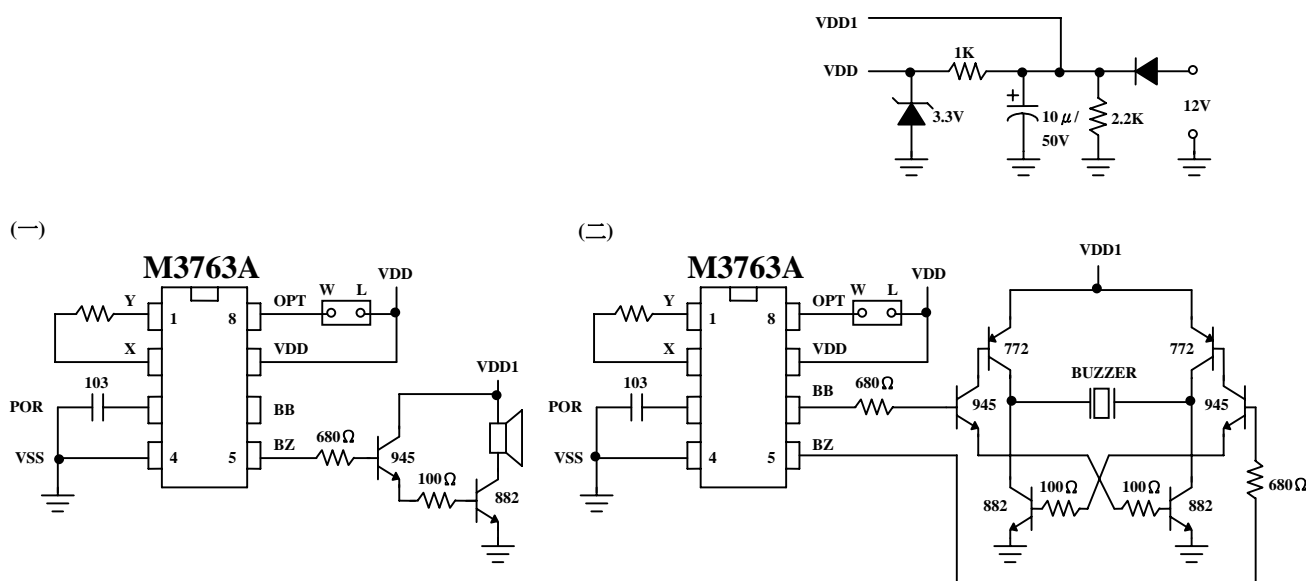 VDD1
VDD
1K
3.3V
10μ/
50V
2.2K
12V
(一)
M3763A
Y
1
8
OPT
W
L
VDD
X
VDD
103
POR
BB
VSS
4
5
BZ
680Ω
945
100Ω
882
VDD1
(二)
M3763A
Y
1
8
OPT
W
L
VDD
X
VDD
103
POR
BB
680Ω
VSS
4
5
BZ
VDD1
772
772
BUZZER
945
945
100Ω
100Ω
882
882
680Ω